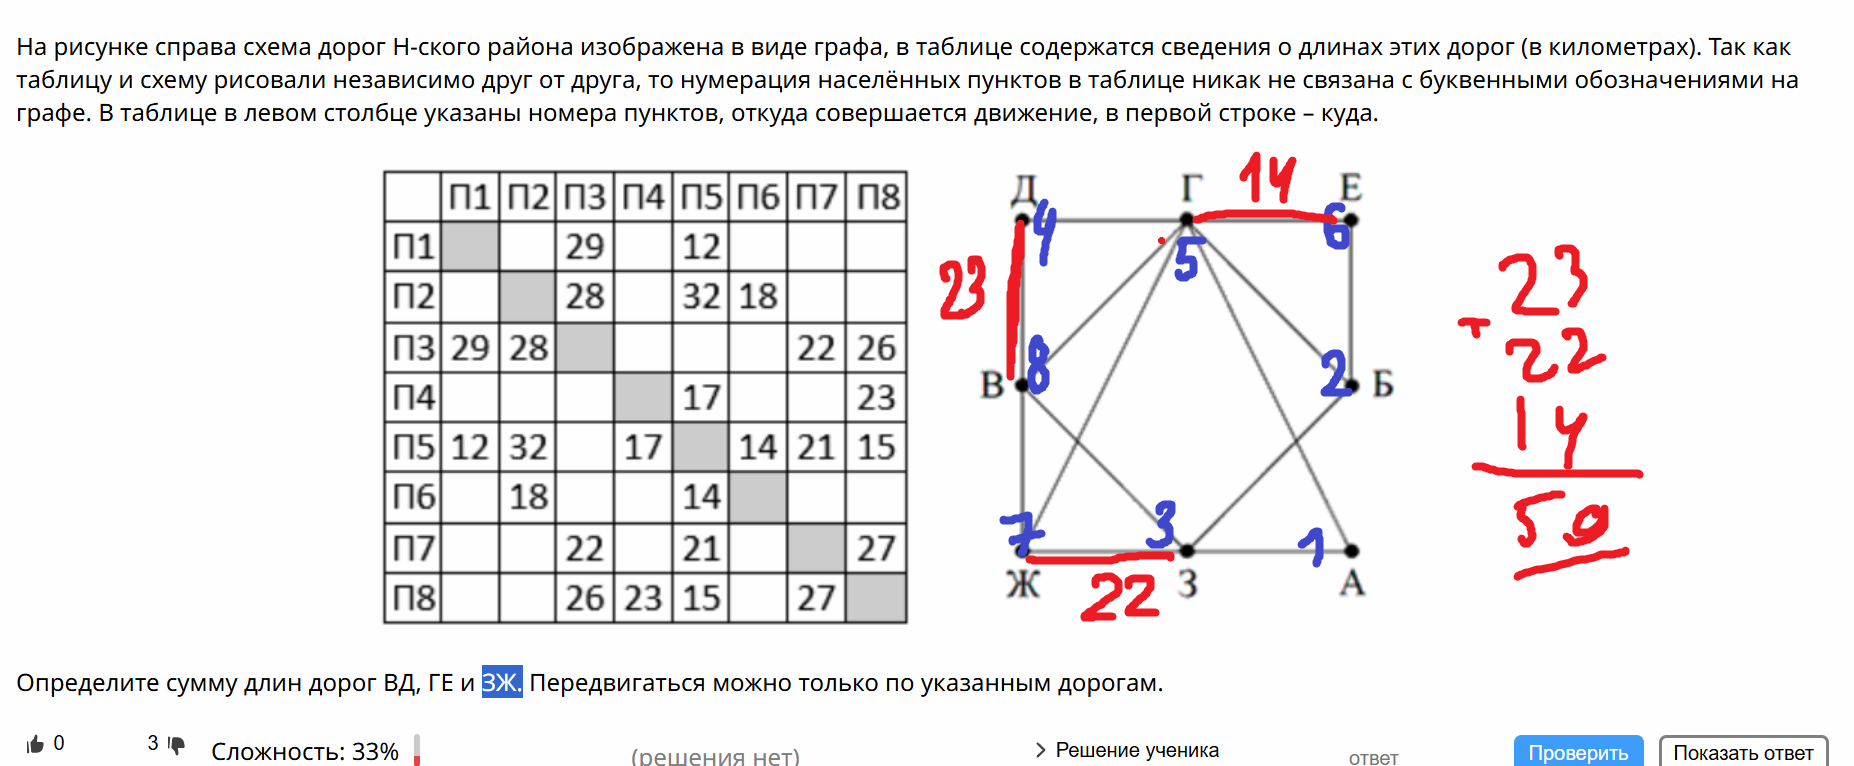 На рисунке справа схема дорог Н-ского района изображена в виде графа, в таблице содержатся сведения о длинах этих дорог (в километрах). Так как
таблицу и схему рисовали независимо друг от друга, то нумерация населённых пунктов в таблице никак не связана с буквенными обозначениями на
графе. В таблице в левом столбце указаны номера пунктов, откуда совершается движение, в первой строке – куда.
П1 П2 П3 П4 П5 П6 П7 П8
П1 29 12
П2 28 32 18
П3 29 28 22 26
П4 17 23
П5 12 32 17 14 21 15
П6 18 14
П7 22 21 27
П8 26 23 15 27
14
Д Г Е
4 5 6
23
В 8 2 Б
7 3 1
Ж З А
22
23
+
22
14
59
Определите сумму длин дорог ВД, ГЕ и ЗЖ. Передвигаться можно только по указанным дорогам.
0 3 Сложность: 33% (решения нет) Решение ученика ответ Проверить Показать ответ